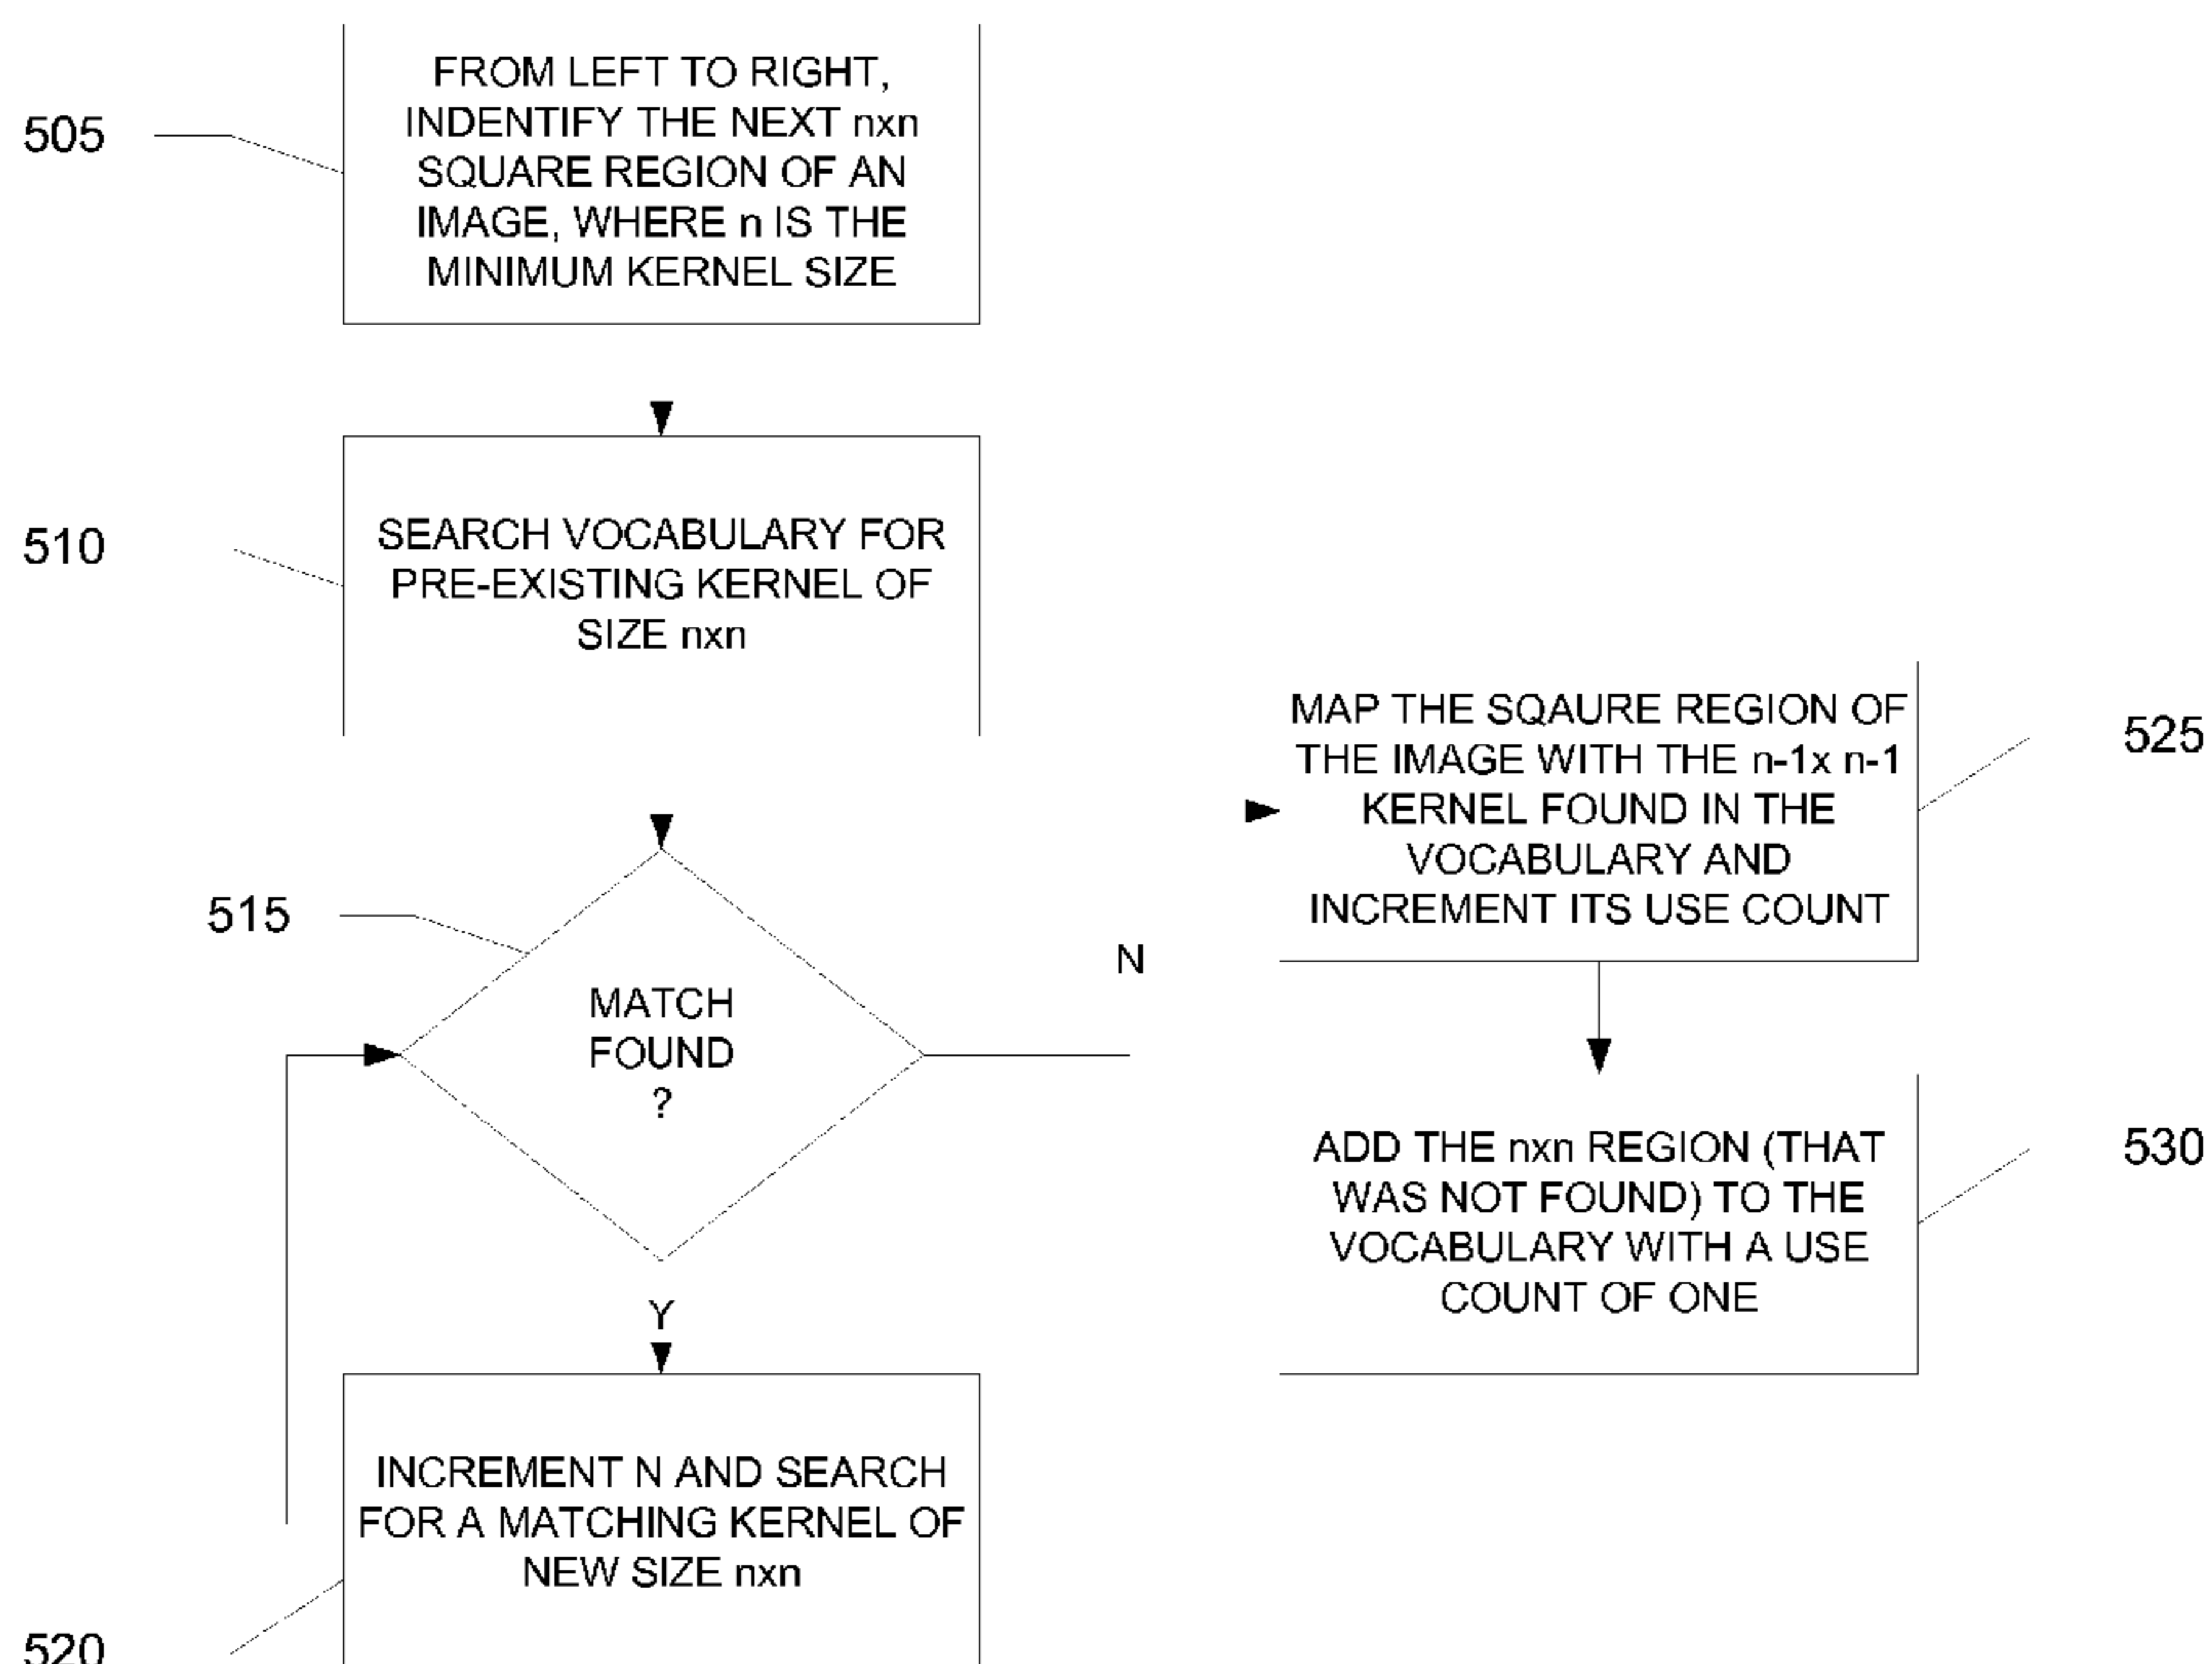 505
FROM LEFT TO RIGHT,
INDENTIFY THE NEXT nxn
SQUARE REGION OF AN
IMAGE, WHERE n IS THE
MINIMUM KERNEL SIZE
510
SEARCH VOCABULARY FOR
PRE-EXISTING KERNEL OF
SIZE nxn
515
MATCH
FOUND
?
N
Y
520
INCREMENT N AND SEARCH
FOR A MATCHING KERNEL OF
NEW SIZE nxn
525
MAP THE SQAURE REGION OF
THE IMAGE WITH THE n-1x n-1
KERNEL FOUND IN THE
VOCABULARY AND
INCREMENT ITS USE COUNT
530
ADD THE nxn REGION (THAT
WAS NOT FOUND) TO THE
VOCABULARY WITH A USE
COUNT OF ONE